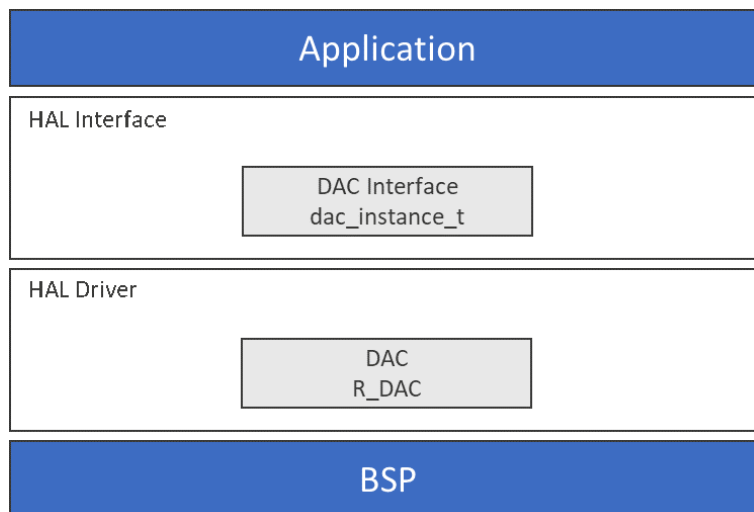 Application
HAL Interface
DAC Interface
dac_instance_t
HAL Driver
DAC
R_DAC
BSP